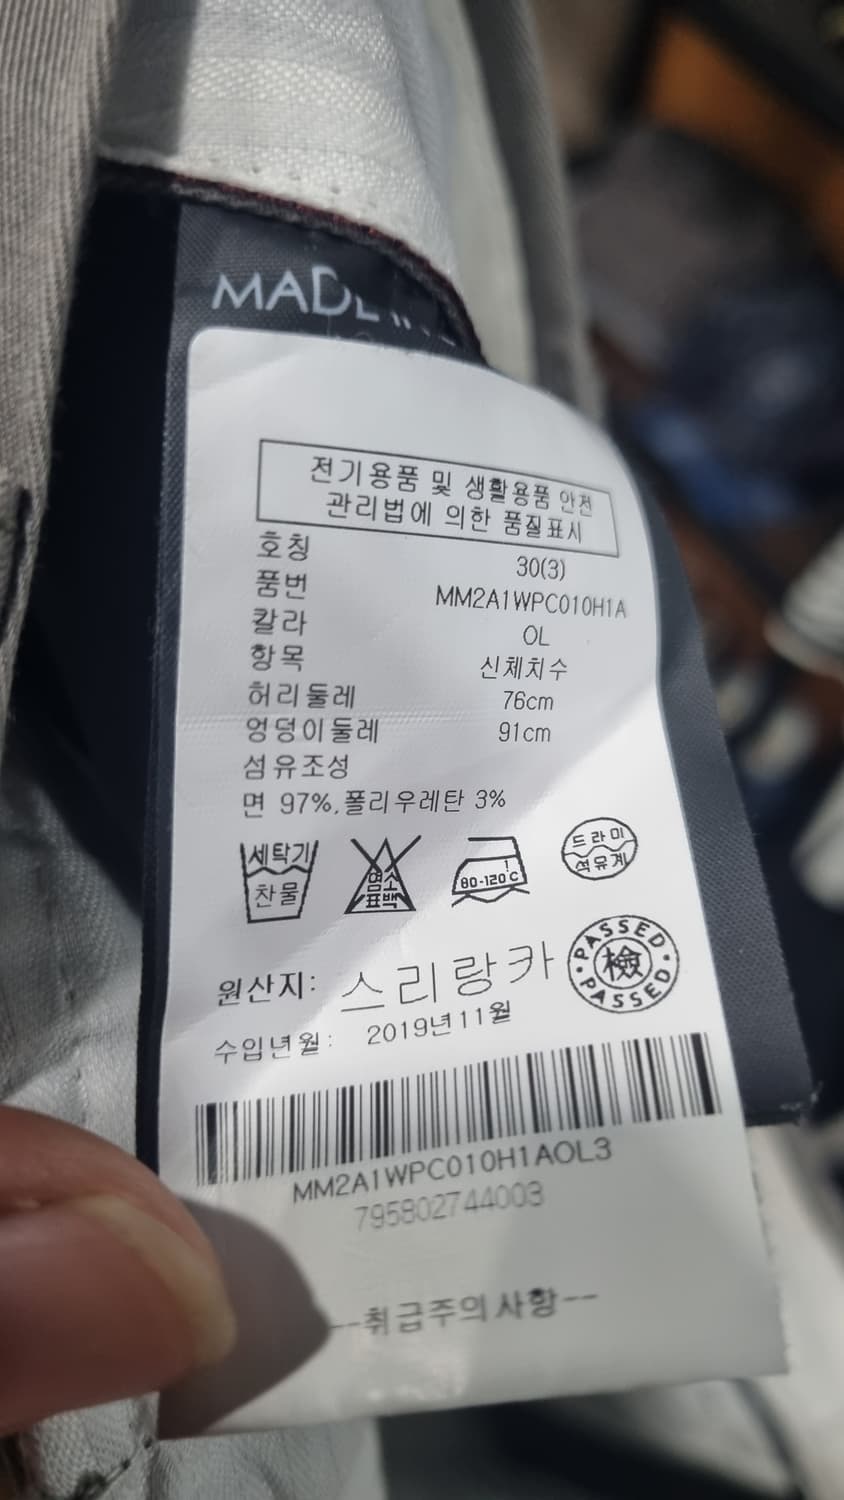 MADE IN
전기용품 및 생활용품 안전
관리법에 의한 품질표시
호칭 30(3)
품번 MM2A1WPC010H1A
칼라 OL
항목 신체치수
허리둘레 76cm
엉덩이둘레 91cm
섬유조성
면 97%,폴리우레탄 3%
세탁기
찬물
염소
표백
80-120°C
드라이
석유계
원산지: 스리랑카
PASSED
檢
PASSED
수입년월: 2019년11월
MM2A1WPC010H1AOL3
795802744003
--취급주의사항--